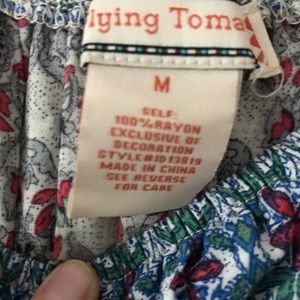 lying Toma
M
SELF:
100% RAYON
EXCLUSIVE OF
DECORATION
STYLE#ID13819
MADE IN CHINA
SEE REVERSE
FOR CARE